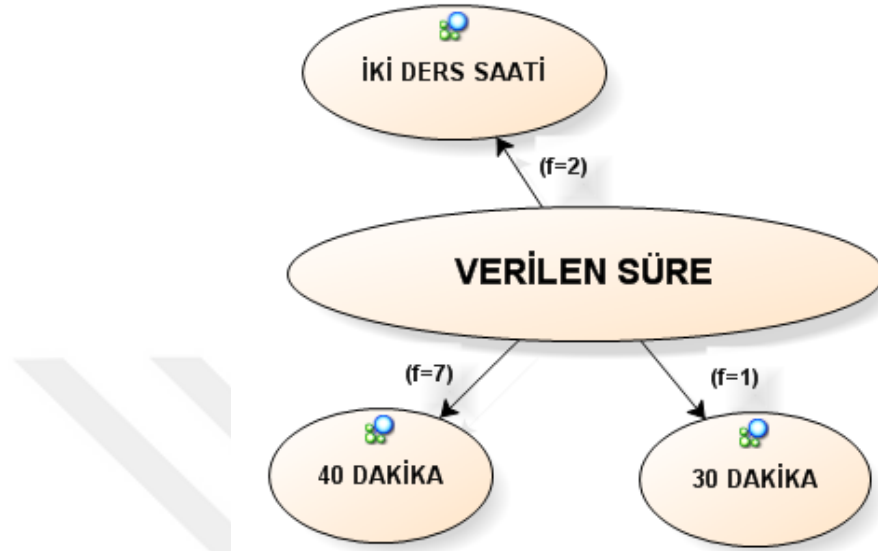 İKİ DERS SAATİ
(f=2)
VERİLEN SÜRE
(f=7)
(f=1)
40 DAKİKA
30 DAKİKA